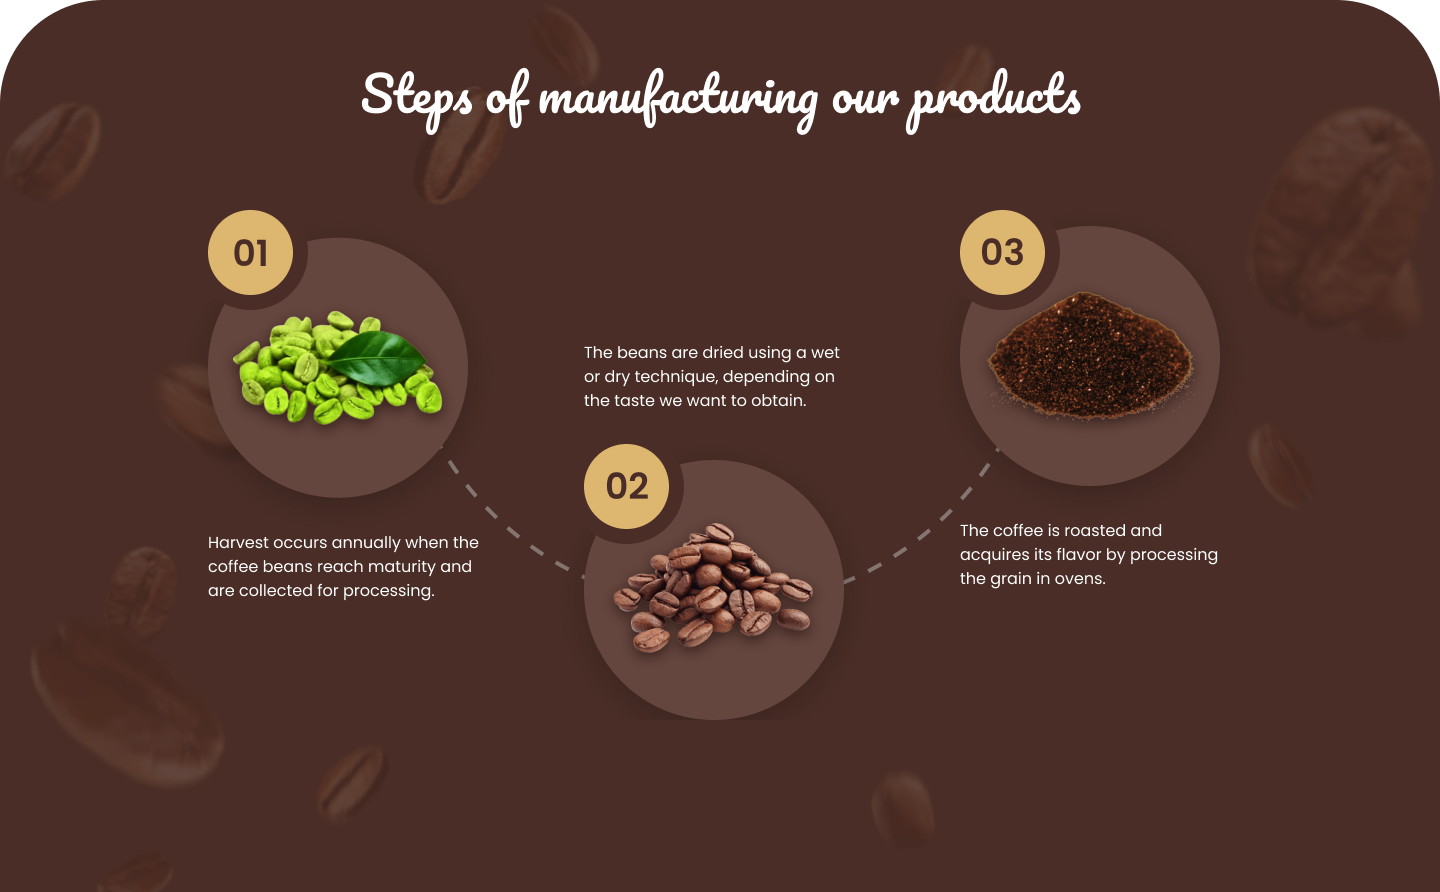 Steps of manufacturing our products
01
Harvest occurs annually when the
coffee beans reach maturity and
are collected for processing.
The beans are dried using a wet
or dry technique, depending on
the taste we want to obtain.
02
03
The coffee is roasted and
acquires its flavor by processing
the grain in ovens.